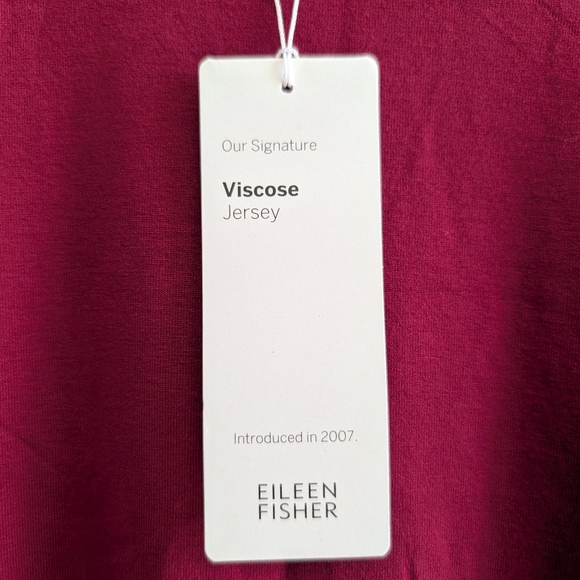 Our Signature
Viscose
Jersey
Introduced in 2007.
EILEEN
FISHER